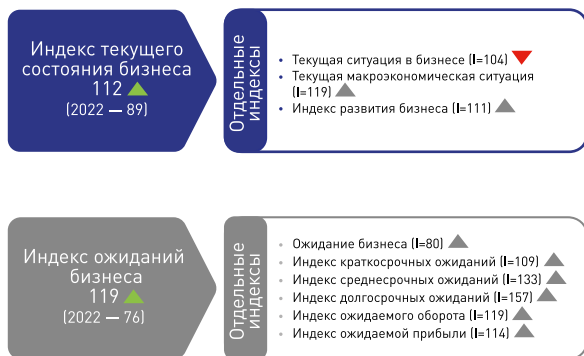 Индекс текущего
состояния бизнеса
112
(2022 — 89)
Отдельные
индексы
• Текущая ситуация в бизнесе (I=104)
• Текущая макроэкономическая ситуация
(I=119)
• Индекс развития бизнеса (I=111)
Индекс ожиданий
бизнеса
119
(2022 — 76)
Отдельные
индексы
• Ожидание бизнеса (I=80)
• Индекс краткосрочных ожиданий (I=109)
• Индекс среднесрочных ожиданий (I=133)
• Индекс долгосрочных ожиданий (I=157)
• Индекс ожидаемого оборота (I=119)
• Индекс ожидаемой прибыли (I=114)